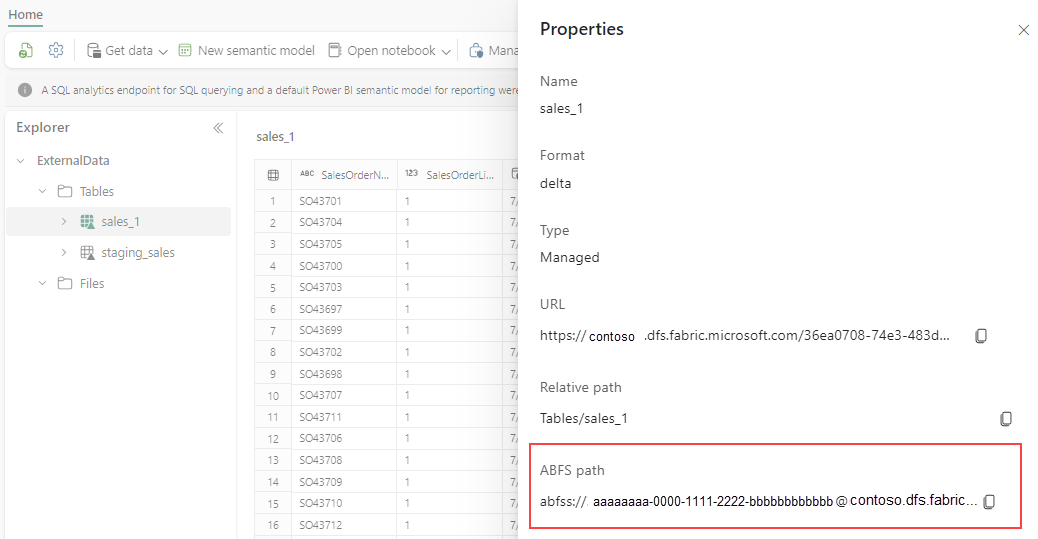 Home
Get data
New semantic model
Open notebook
Mana
A SQL analytics endpoint for SQL querying and a default Power BI semantic model for reporting were
Explorer
ExternalData
Tables
sales_1
staging_sales
Files
sales_1
ABC SalesOrderN... 123 SalesOrderLi...
1 SO43701 1 7/
2 SO43704 1 7/
3 SO43705 1 7/
4 SO43700 1 7/
5 SO43703 1 7/
6 SO43697 1 7/
7 SO43699 1 7/
8 SO43702 1 7/
9 SO43698 1 7/
10 SO43707 1 7/
11 SO43711 1 7/
12 SO43706 1 7/
13 SO43708 1 7/
14 SO43709 1 7/
15 SO43710 1 7/
16 SO43712 1 7/
Properties
Name
sales_1
Format
delta
Type
Managed
URL
https:// contoso .dfs.fabric.microsoft.com/36ea0708-74e3-483d...
Relative path
Tables/sales_1
ABFS path
abfss:// aaaaaaaa-0000-1111-2222-bbbbbbbbbbbb@contoso.dfs.fabric...